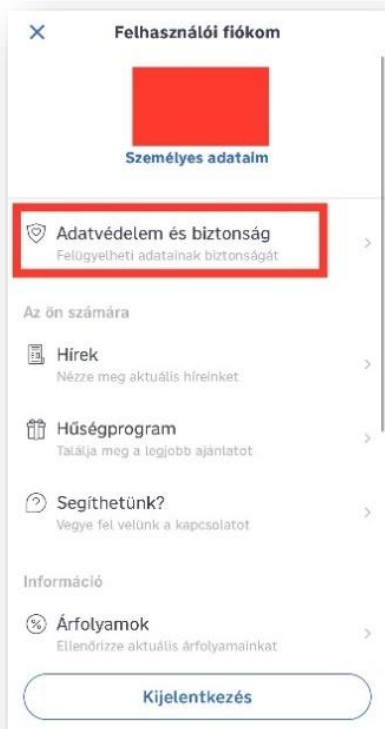 Felhasználói fiókom
Személyes adataim
Adatvédelem és biztonság
Felügyelheti adatainak biztonságát
Az ön számára
Hírek
Nézze meg aktuális híreinket
Hűségprogram
Találja meg a legjobb ajánlatot
Segíthetünk?
Vegye fel velünk a kapcsolatot
Információ
Árfolyamok
Ellenőrizze aktuális árfolyamainkat
Kijelentkezés